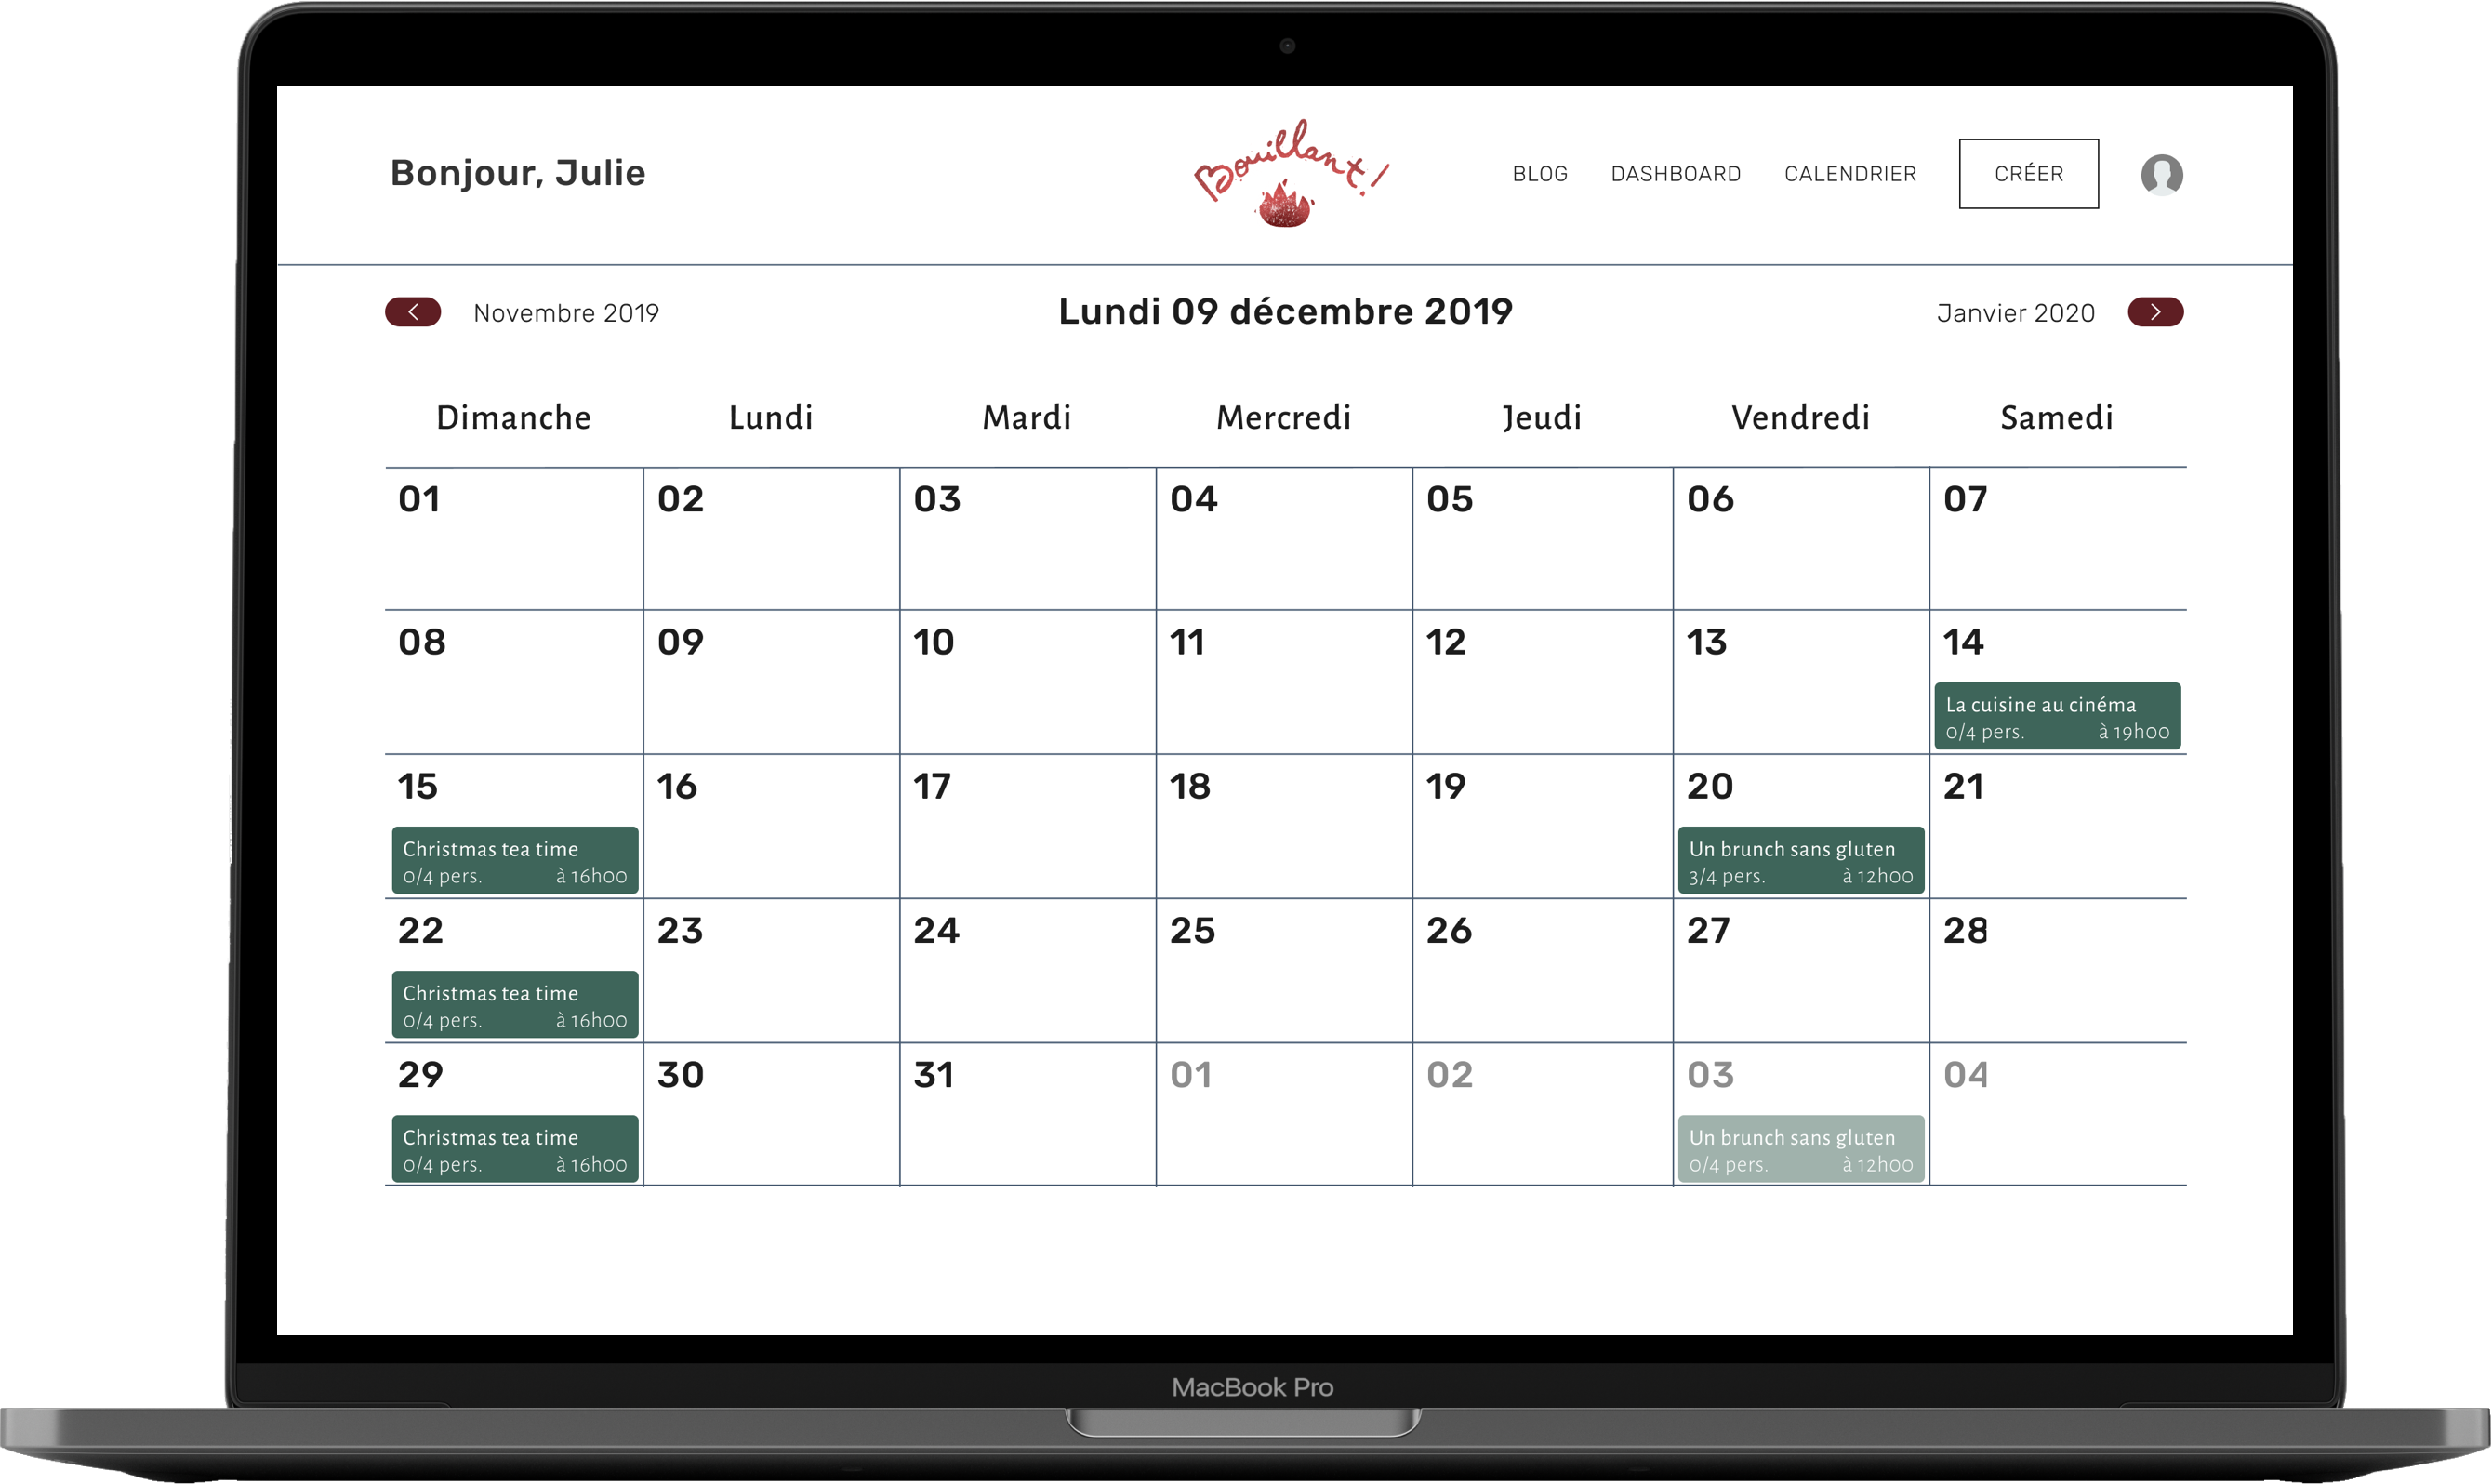 Bonjour, Julie
Bouillant!
BLOG DASHBOARD CALENDRIER CRÉER
Novembre 2019 Lundi 09 décembre 2019 Janvier 2020
Dimanche Lundi Mardi Mercredi Jeudi Vendredi Samedi
01 02 03 04 05 06 07
08 09 10 11 12 13 14
La cuisine au cinéma
0/4 pers. à 19h00
15 16 17 18 19 20 21
Christmas tea time Un brunch sans gluten
0/4 pers. à 16h00 3/4 pers. à 12h00
22 23 24 25 26 27 28
Christmas tea time
0/4 pers. à 16h00
29 30 31 01 02 03 04
Christmas tea time Un brunch sans gluten
0/4 pers. à 16h00 0/4 pers. à 12h00
MacBook Pro